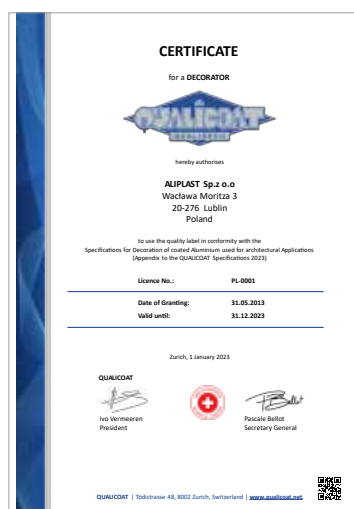 CERTIFICATE
for a DECORATOR
QUALICOAT
hereby authorises
ALIPLAST Sp.z o.o
Wacława Moritza 3
20-276 Lublin
Poland
to use the quality label in conformity with the
Specifications for Decoration of coated Aluminium used for architectural Applications
(Appendix to the QUALICOAT Specifications 2023)
Licence No.: PL-0001
Date of Granting: 31.05.2013
Valid until: 31.12.2023
Zurich, 1 January 2023
QUALICOAT
Ivo Vermeeren
President
Pascale Bellot
Secretary General
QUALICOAT | Tödistrasse 48, 8002 Zurich, Switzerland | www.qualicoat.net